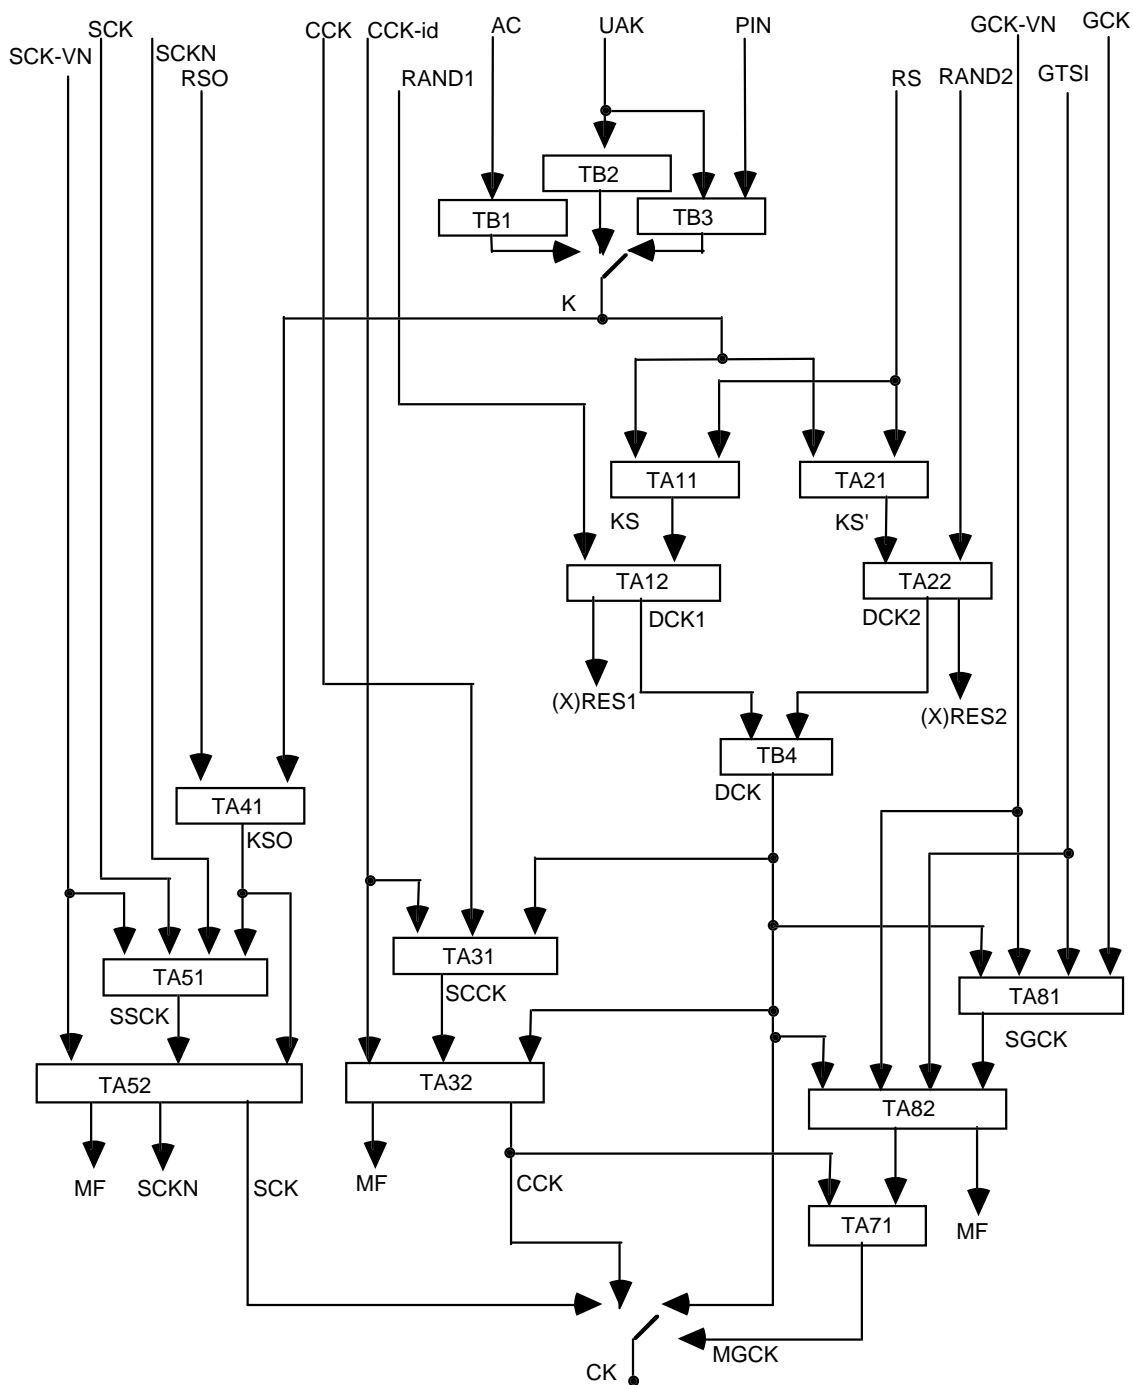 SCK
CCK
CCK-id
AC
UAK
PIN
GCK-VN
GCK
SCK-VN
SCKN
RSO
RAND1
RS
RAND2
GTSI
TB2
TB1
TB3
K
TA11
TA21
KS
KS'
TA12
TA22
DCK1
DCK2
(X)RES1
(X)RES2
TB4
DCK
TA41
KSO
TA31
TA51
SCCK
TA81
SSCK
SGCK
TA52
TA32
TA82
MF
SCKN
SCK
MF
CCK
TA71
MF
MGCK
CK